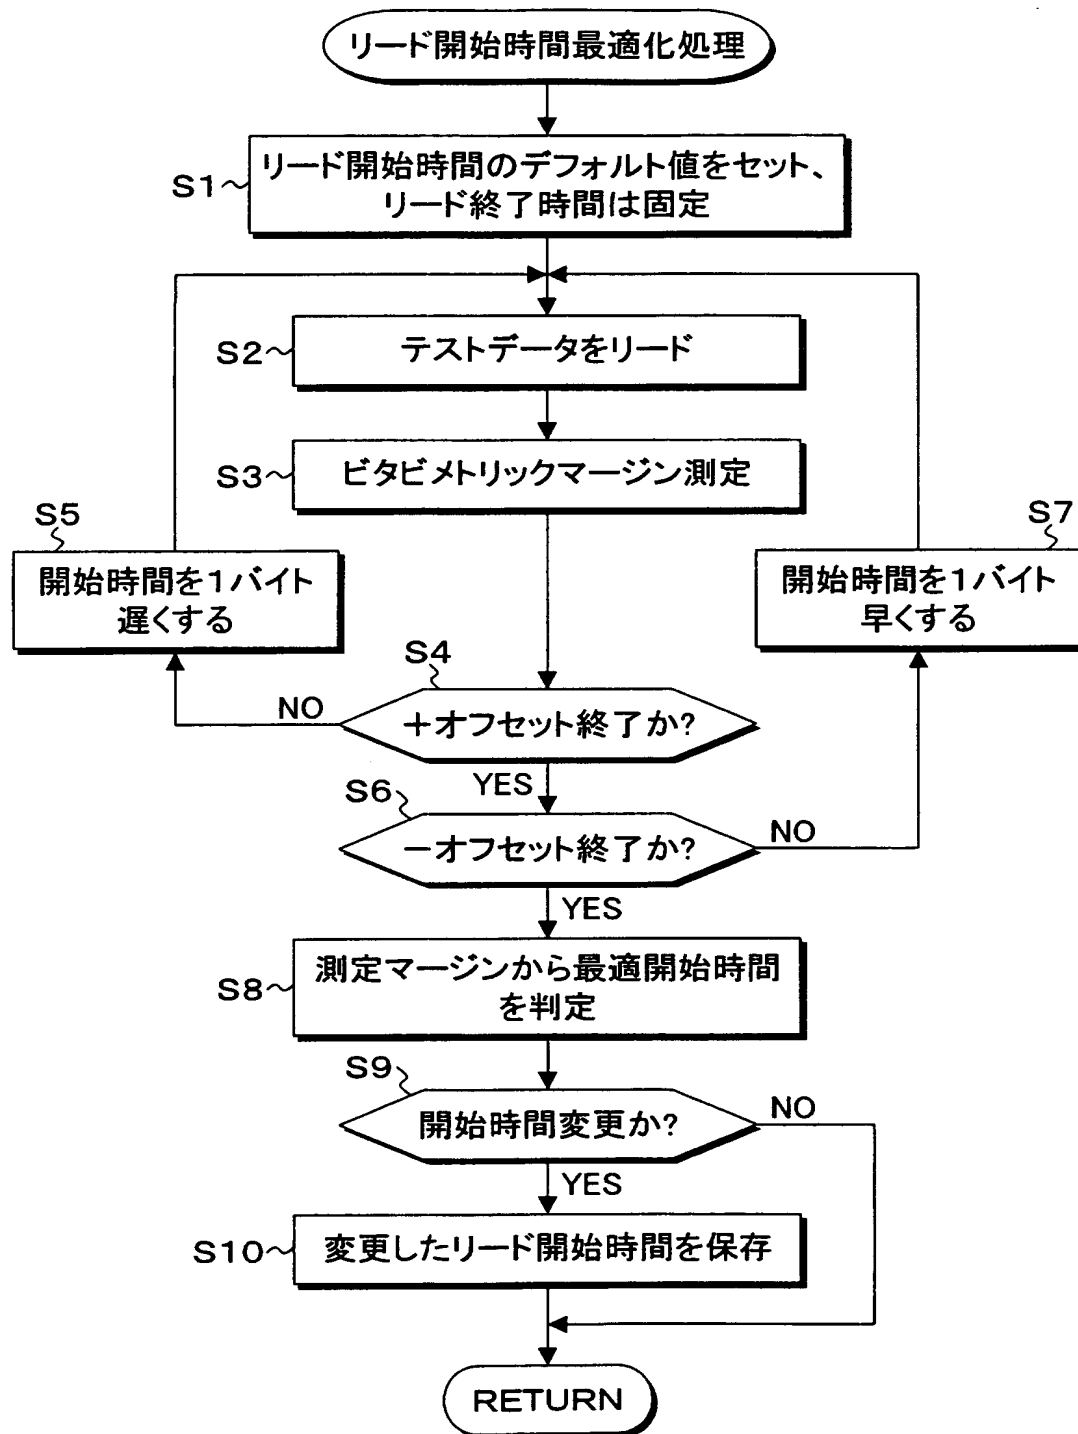 リード開始時間最適化処理
S1
リード開始時間のデフォルト値をセット、
リード終了時間は固定
S2
テストデータをリード
S3
ビタビメトリックマージン測定
S5
開始時間を1バイト
遅くする
S7
開始時間を1バイト
早くする
S4
+オフセット終了か?
NO
YES
S6
-オフセット終了か?
NO
YES
S8
測定マージンから最適開始時間
を判定
S9
開始時間変更か?
NO
YES
S10
変更したリード開始時間を保存
RETURN